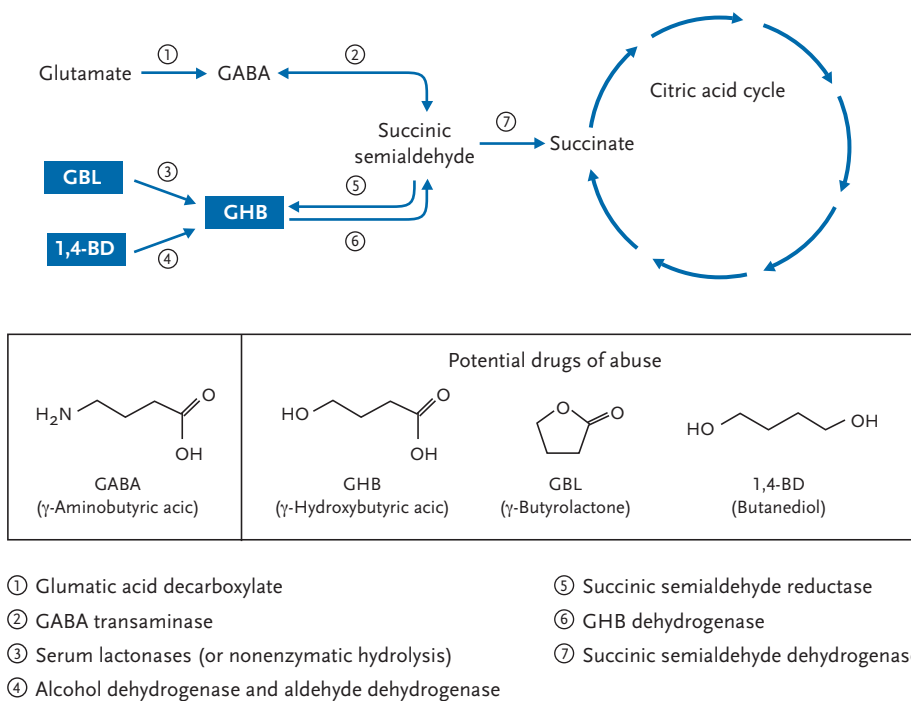 ① ②
Glutamate GABA
Citric acid cycle
⑦
Succinic
semialdehyde Succinate
③
GBL
⑤
GHB
⑥
1,4-BD
④
Potential drugs of abuse
H₂N O OH
HO O OH
O O
HO OH
GABA
(γ-Aminobutyric acic)
GHB
(γ-Hydroxybutyric acic)
GBL
(γ-Butyrolactone)
1,4-BD
(Butanediol)
① Glumatic acid decarboxylate
② GABA transaminase
③ Serum lactonases (or nonenzymatic hydrolysis)
④ Alcohol dehydrogenase and aldehyde dehydrogenase
⑤ Succinic semialdehyde reductase
⑥ GHB dehydrogenase
⑦ Succinic semialdehyde dehydrogenase